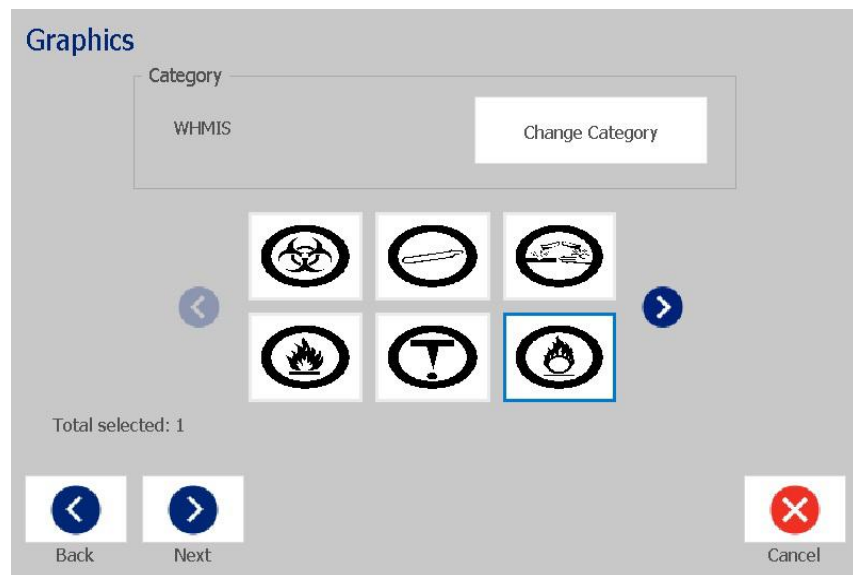 Graphics
Category
WHMIS
Change Category
Total selected: 1
Back
Next
Cancel